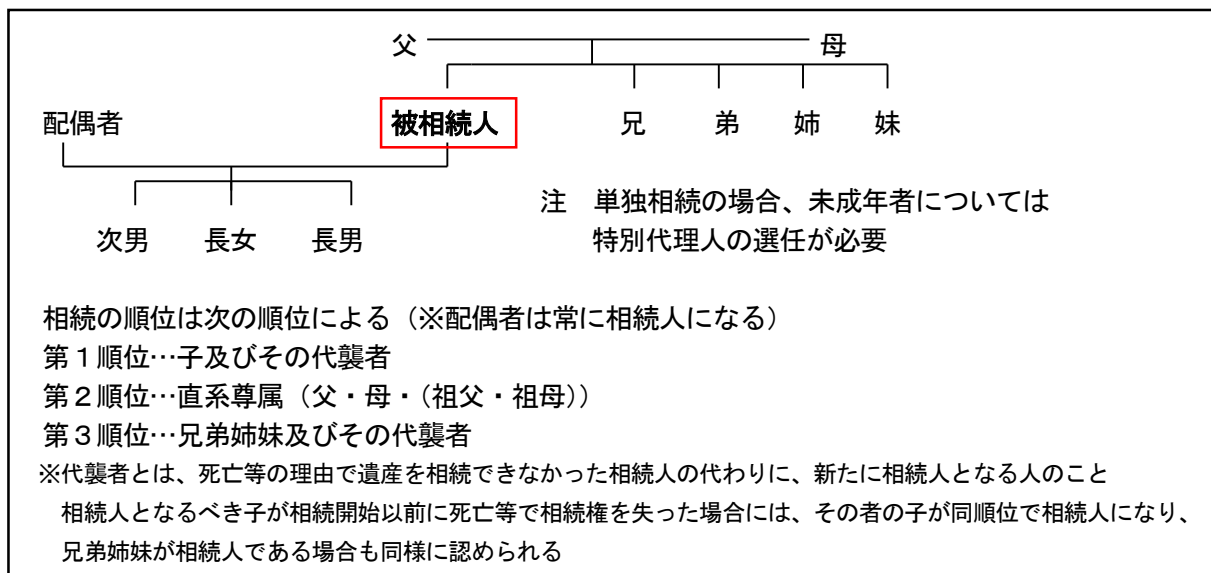 父 母
配偶者 被相続人 兄 弟 姉 妹
注 単独相続の場合、未成年者については
次男 長女 長男 特別代理人の選任が必要
相続の順位は次の順位による（※配偶者は常に相続人になる）
第１順位…子及びその代襲者
第２順位…直系尊属（父・母・（祖父・祖母））
第３順位…兄弟姉妹及びその代襲者
※代襲者とは、死亡等の理由で遺産を相続できなかった相続人の代わりに、新たに相続人となる人のこと
相続人となるべき子が相続開始以前に死亡等で相続権を失った場合には、その者の子が同順位で相続人になり、
兄弟姉妹が相続人である場合も同様に認められる